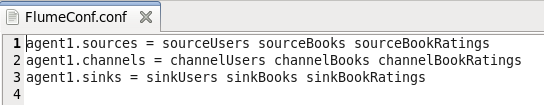 FlumeConf.conf
1 agent1.sources = sourceUsers sourceBooks sourceBookRatings
2 agent1.channels = channelUsers channelBooks channelBookRatings
3 agent1.sinks = sinkUsers sinkBooks sinkBookRatings
4